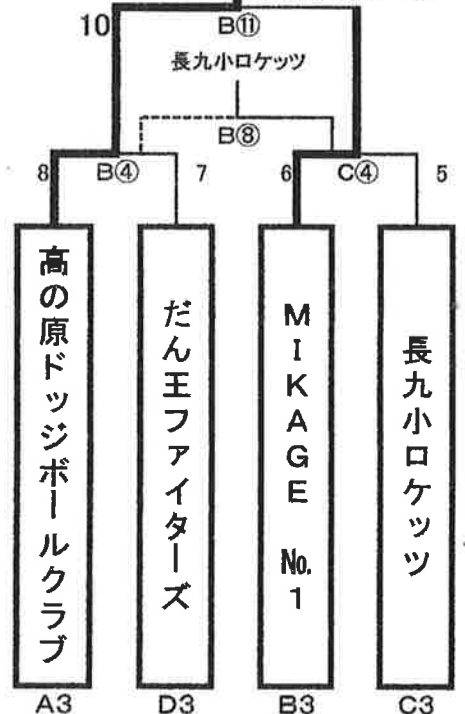 10
B⑪
長九小ロケッツ
B⑧
8
B④
7
6
C④
5
高の原ドッジボールクラブ
だん王ファイターズ
MIKAGE No.1
長九小ロケッツ
A3
D3
B3
C3